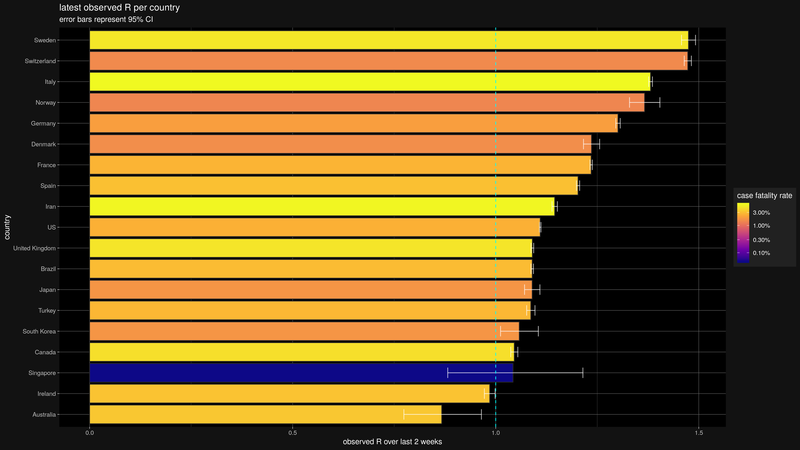 latest observed R per country
error bars represent 95% CI
country
Sweden
Switzerland
Italy
Norway
Germany
Denmark
France
Spain
Iran
US
United Kingdom
Brazil
Japan
Turkey
South Korea
Canada
Singapore
Ireland
Australia
0.0
0.5
1.0
1.5
observed R over last 2 weeks
case fatality rate
3.00%
1.00%
0.30%
0.10%